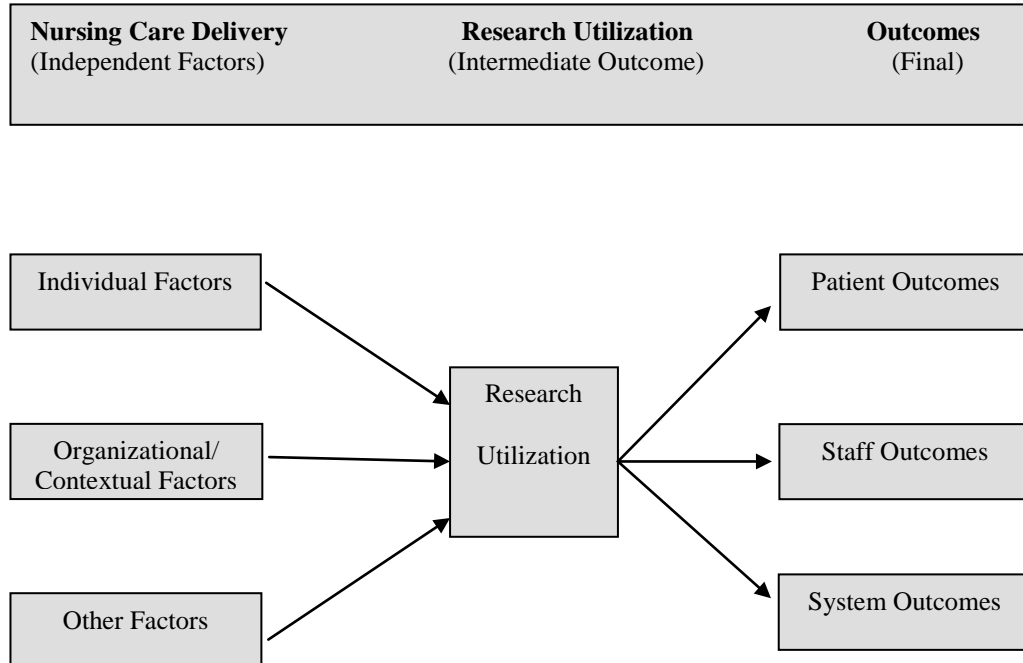 Nursing Care Delivery Research Utilization Outcomes
(Independent Factors) (Intermediate Outcome) (Final)
Individual Factors
Patient Outcomes
Research
Utilization
Organizational/
Contextual Factors
Staff Outcomes
Other Factors
System Outcomes